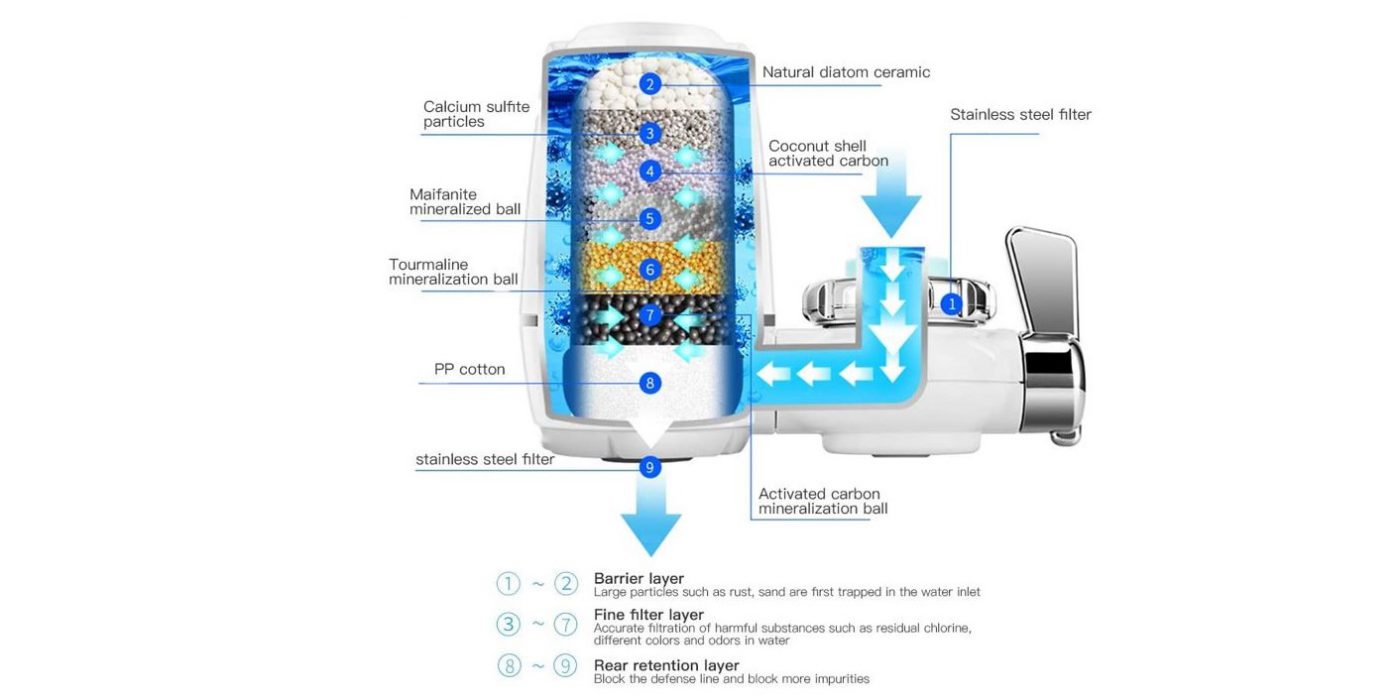 Natural diatom ceramic
2
Calcium sulfite
particles
3
Stainless steel filter
Coconut shell
activated carbon
4
Maifanite
mineralized ball
5
Tourmaline
mineralization ball
6
1
7
PP cotton
8
stainless steel filter
9
Activated carbon
mineralization ball
1 ~ 2 Barrier layer
Large particles such as rust, sand are first trapped in the water inlet
3 ~ 7 Fine filter layer
Accurate filtration of harmful substances such as residual chlorine,
different colors and odors in water
8 ~ 9 Rear retention layer
Block the defense line and block more impurities